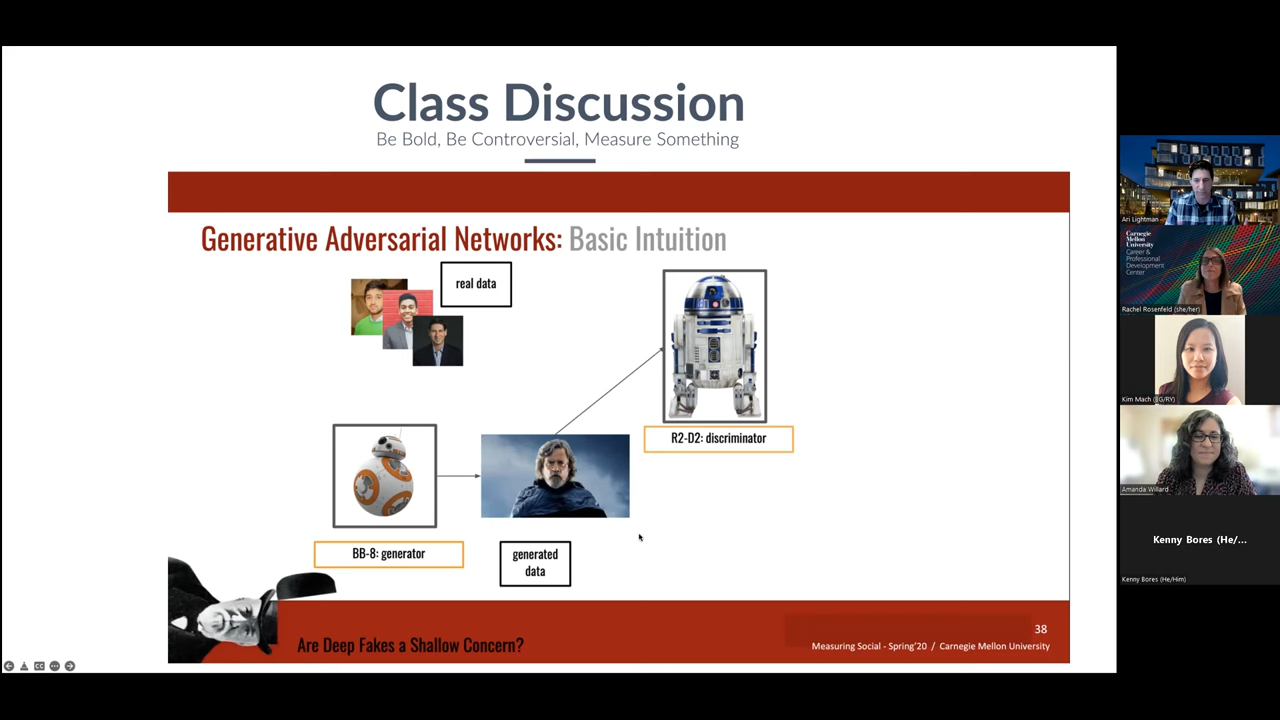 Class Discussion
Be Bold, Be Controversial, Measure Something
Generative Adversarial Networks: Basic Intuition
real data
R2-D2: discriminator
BB-8: generator
generated
data
Are Deep Fakes a Shallow Concern?
38
Measuring Social - Spring'20 / Carnegie Mellon University
Ari Lightman
Carnegie
Mellon
University
Career &
Professional
Development
Center
Rachel Rosenfeld (she/her)
Kim Mach (EG/RY)
Amanda Willard
Kenny Bores (He/...
Kenny Bores (He/Him)